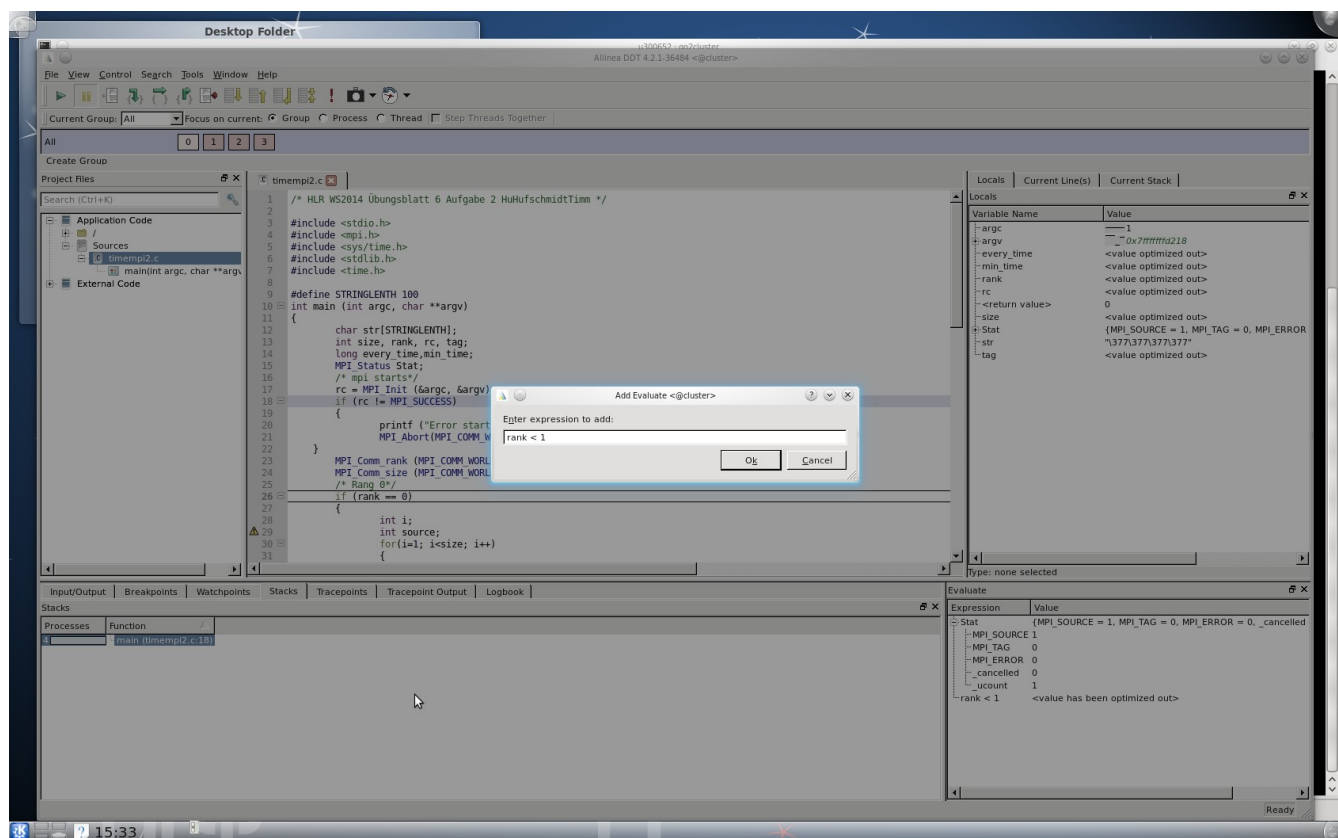 Desktop Folder
u300652 : on2cluster
Allinea DDT 4.2.1-36484 <@cluster>
File View Control Search Tools Window Help
Current Group: All Focus on current: Group Process Thread Step Threads Together
All 0 1 2 3
Create Group
Project Files
Search (Ctrl+K)
Application Code
/
Sources
timempi2.c
main(int argc, char **argv
External Code
timempi2.c
1 /* HLR WS2014 Übungsblatt 6 Aufgabe 2 HuHufschmidtTimm */
2
3 #include <stdio.h>
4 #include <mpi.h>
5 #include <sys/time.h>
6 #include <stdlib.h>
7 #include <time.h>
8
9 #define STRINGLENTH 100
10 int main (int argc, char **argv)
11 {
12 char str[STRINGLENTH];
13 int size, rank, rc, tag;
14 long every_time,min_time;
15 MPI_Status Stat;
16 /* mpi starts*/
17 rc = MPI_Init (&argc, &argv)
18 if (rc != MPI_SUCCESS)
19 {
20 printf ("Error start
21 MPI_Abort(MPI_COMM_W
22 }
23 MPI_Comm_rank (MPI_COMM_WORL
24 MPI_Comm_size (MPI_COMM_WORL
25 /* Rang 0*/
26 if (rank == 0)
27 {
28 int i;
29 int source;
30 for(i=1; i<size; i++)
31 {
Add Evaluate <@cluster>
Enter expression to add:
rank < 1
Ok Cancel
Locals Current Line(s) Current Stack
Locals
Variable Name Value
argc 1
argv 0x7fffffffd218
every_time <value optimized out>
min_time <value optimized out>
rank <value optimized out>
rc <value optimized out>
<return value> 0
size <value optimized out>
Stat {MPI_SOURCE = 1, MPI_TAG = 0, MPI_ERROR
str "\377\377\377\377"
tag <value optimized out>
Type: none selected
Input/Output Breakpoints Watchpoints Stacks Tracepoints Tracepoint Output Logbook
Stacks
Processes Function
4 main (timempi2.c:18)
Evaluate
Expression Value
Stat {MPI_SOURCE = 1, MPI_TAG = 0, MPI_ERROR = 0, _cancelled
MPI_SOURCE 1
MPI_TAG 0
MPI_ERROR 0
_cancelled 0
_ucount 1
rank < 1 <value has been optimized out>
Ready
15:33